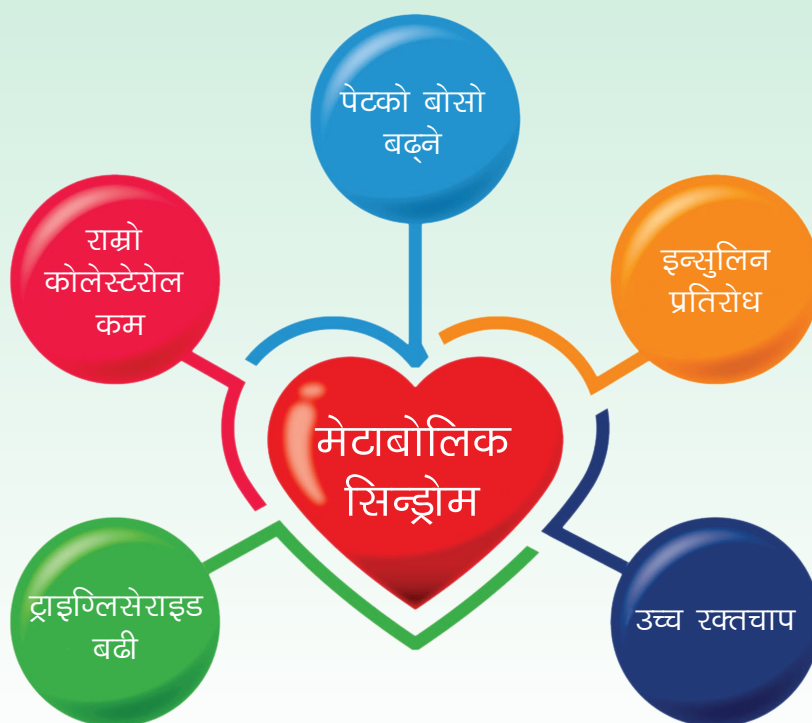 पेटको बोसो
बढ्ने
राम्रो
कोलेस्टेरोल
कम
इन्सुलिन
प्रतिरोध
मेटाबोलिक
सिन्ड्रोम
ट्राइग्लिसेराइड
बढी
उच्च रक्तचाप